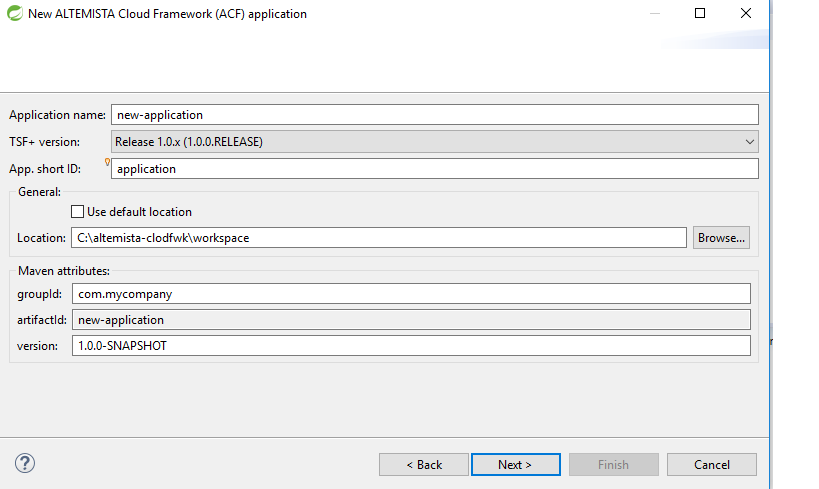 New ALTEMISTA Cloud Framework (ACF) application
Application name: new-application
TSF+ version: Release 1.0.x (1.0.0.RELEASE)
App. short ID: application
General:
Use default location
Location: C:\altemista-clodfwk\workspace Browse...
Maven attributes:
groupId: com.mycompany
artifactId: new-application
version: 1.0.0-SNAPSHOT
? < Back Next > Finish Cancel